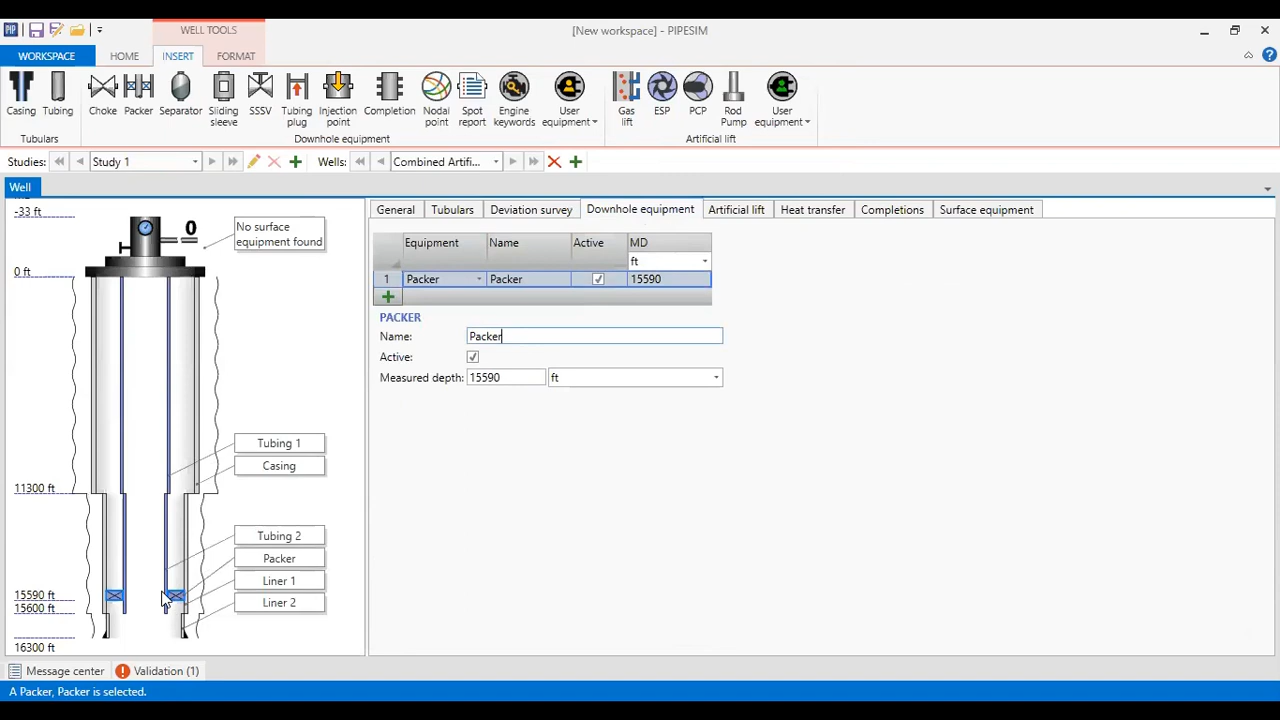 PIP
WELL TOOLS
[New workspace] - PIPESIM
WORKSPACE HOME INSERT FORMAT
Casing Tubing Choke Packer Separator Sliding sleeve SSSV Tubing plug Injection point Completion Nodal point Spot report Engine keywords User equipment Gas lift ESP PCP Rod Pump User equipment
Tubulars Downhole equipment Artificial lift
Studies: Study 1 Wells: Combined Artifi...
Well
-33 ft
0
No surface
equipment found
0 ft
Tubing 1
Casing
11300 ft
Tubing 2
Packer
Liner 1
15590 ft
Liner 2
15600 ft
16300 ft
General Tubulars Deviation survey Downhole equipment Artificial lift Heat transfer Completions Surface equipment
Equipment Name Active MD
ft
1 Packer Packer 15590
PACKER
Name: Packer
Active:
Measured depth: 15590 ft
Message center Validation (1)
A Packer, Packer is selected.